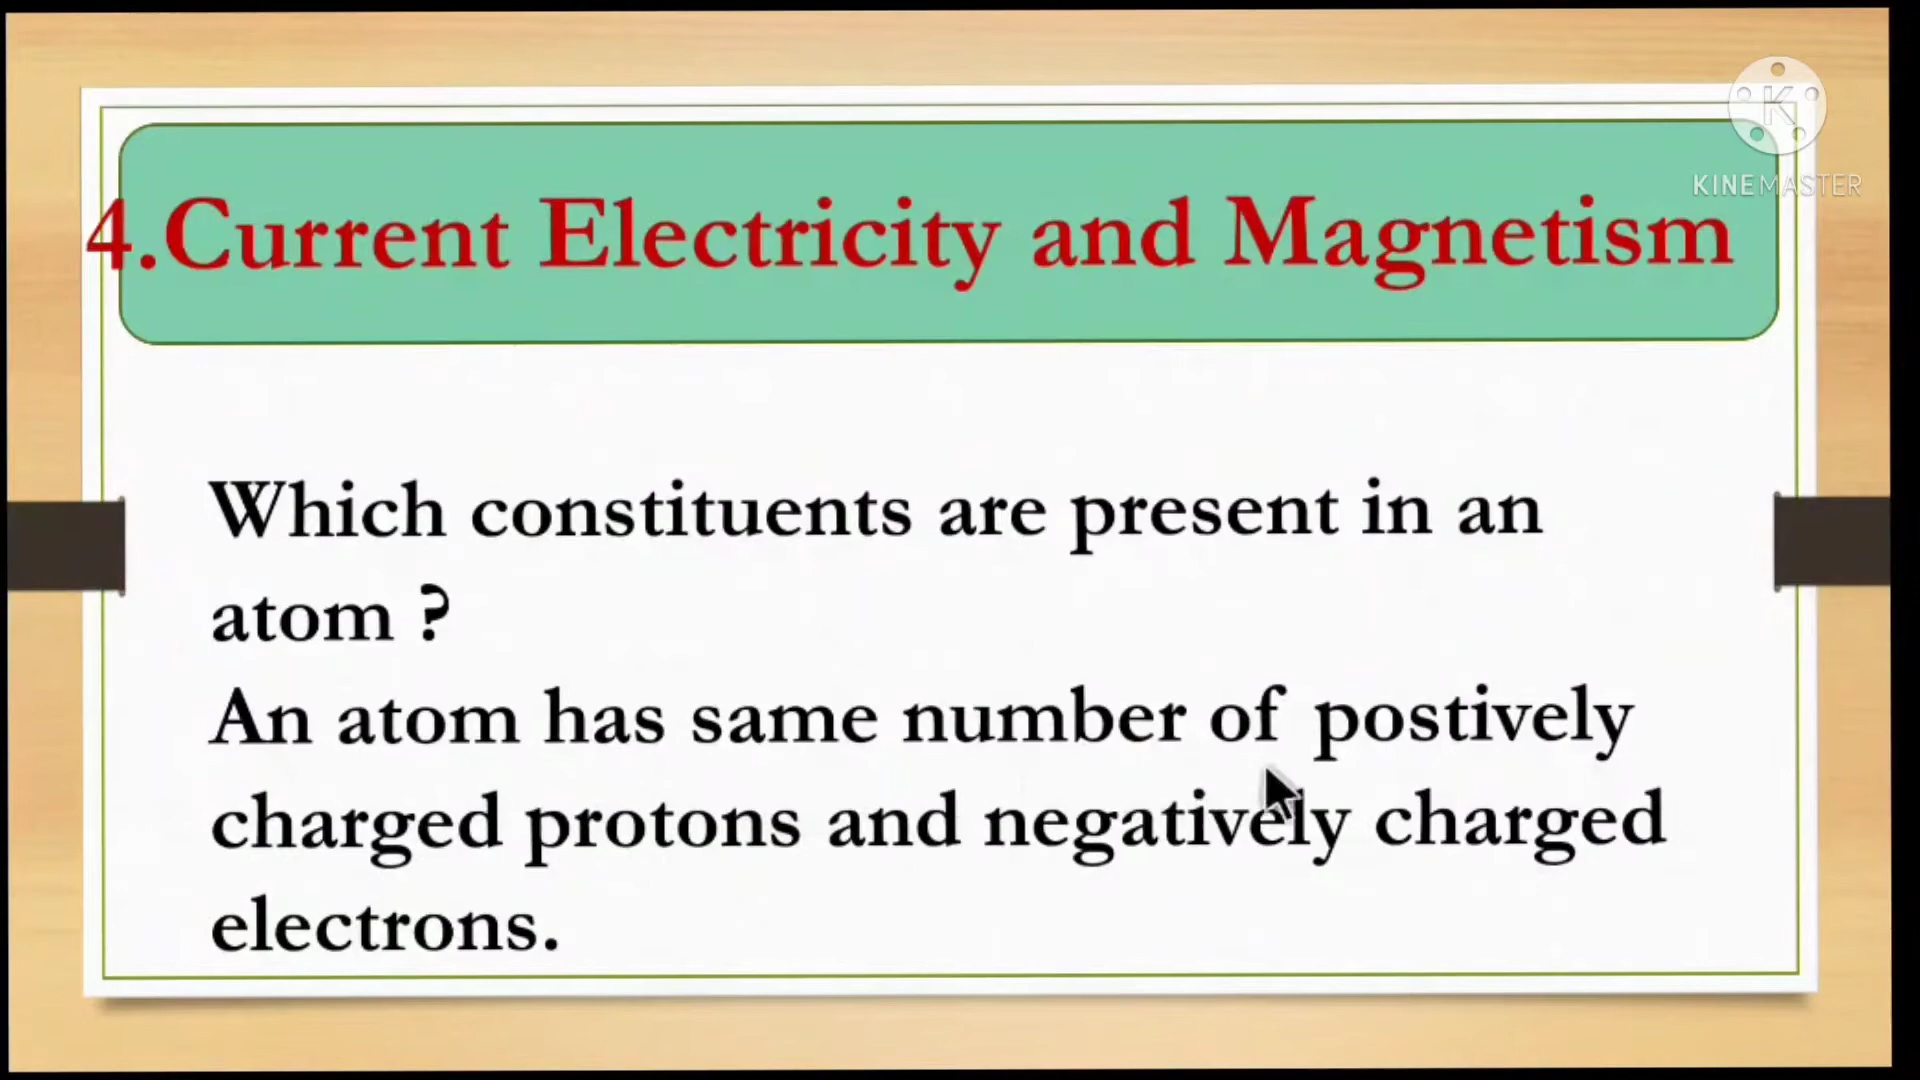 K
KINEMASTER
4.Current Electricity and Magnetism
Which constituents are present in an
atom ?
An atom has same number of postively
charged protons and negatively charged
electrons.